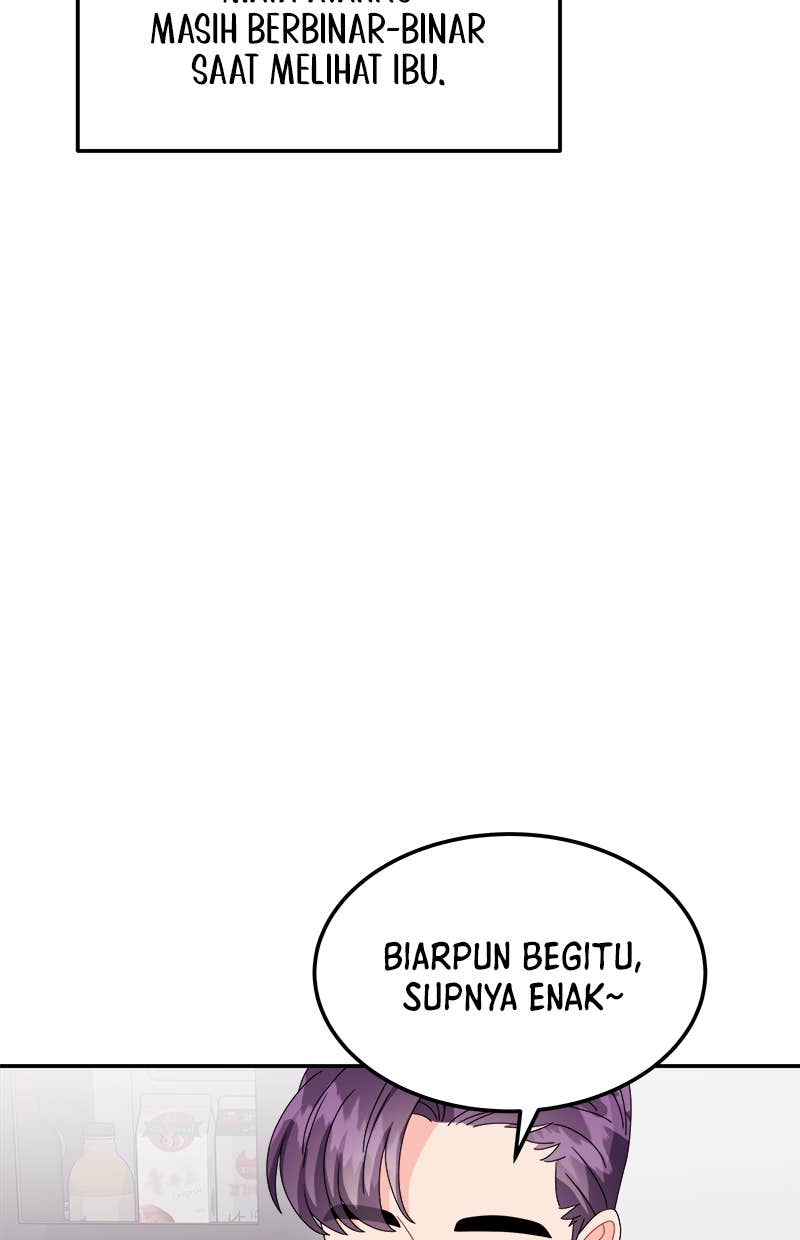 MASIH BERBINAR-BINAR
SAAT MELIHAT IBU.
BIARPUN BEGITU,
SUPNYA ENAK~